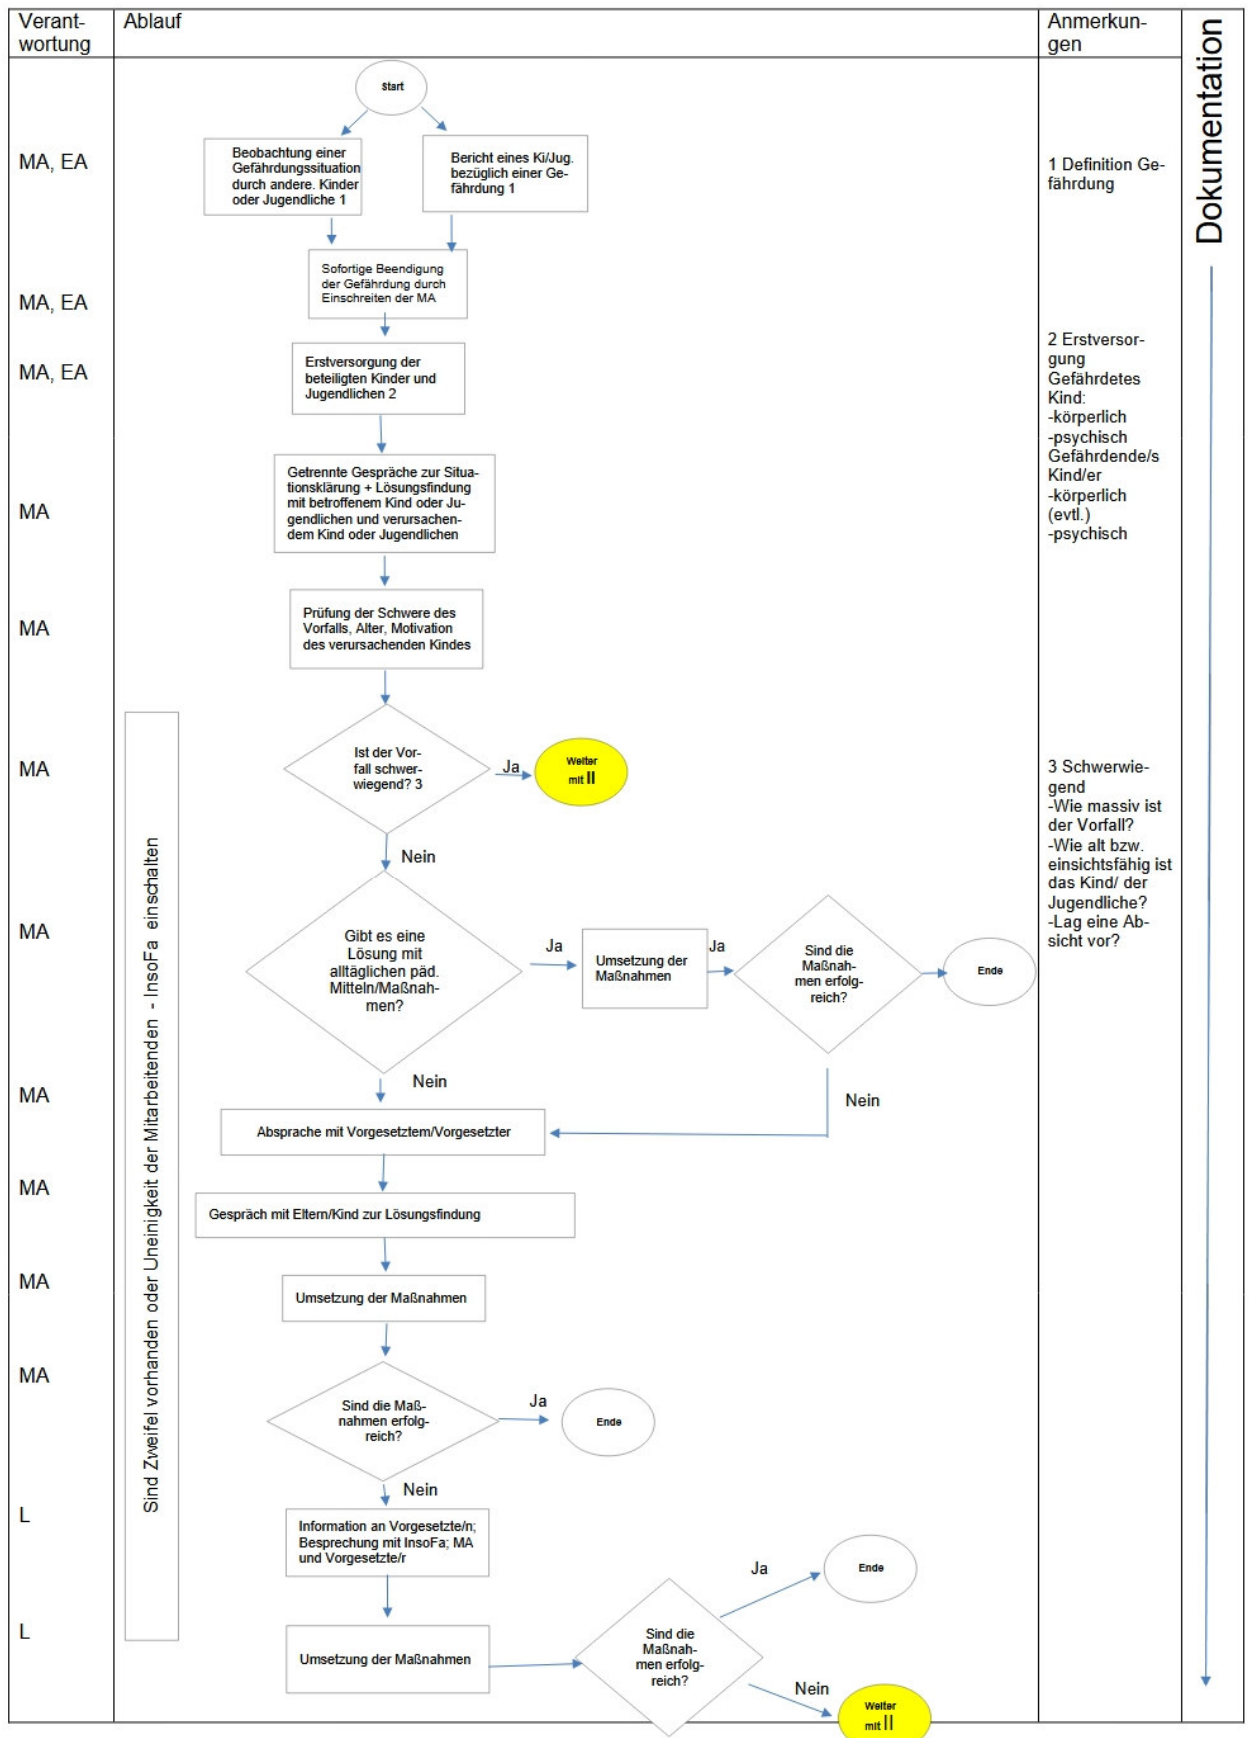 Verant-
wortung
Ablauf
Anmerkun-
gen
Dokumentation
Start
MA, EA
Beobachtung einer
Gefährdungssituation
durch andere. Kinder
oder Jugendliche 1
Bericht eines Ki/Jug.
bezüglich einer Ge-
fährdung 1
1 Definition Ge-
fährdung
MA, EA
Sofortige Beendigung
der Gefährdung durch
Einschreiten der MA
MA, EA
Erstversorgung der
beteiligten Kinder und
Jugendlichen 2
2 Erstversor-
gung
Gefährdetes
Kind:
-körperlich
-psychisch
Gefährdende/s
Kind/er
-körperlich
(evtl.)
-psychisch
MA
Getrennte Gespräche zur Situa-
tionsklärung + Lösungsfindung
mit betroffenem Kind oder Ju-
gendlichen und verursachen-
dem Kind oder Jugendlichen
MA
Prüfung der Schwere des
Vorfalls, Alter, Motivation
des verursachenden Kindes
Sind Zweifel vorhanden oder Uneinigkeit der Mitarbeitenden - InsoFa einschalten
MA
Ist der Vor-
fall schwer-
wiegend? 3
Ja
Weiter
mit II
3 Schwerwie-
gend
-Wie massiv ist
der Vorfall?
-Wie alt bzw.
einsichtsfähig ist
das Kind/ der
Jugendliche?
-Lag eine Ab-
sicht vor?
Nein
MA
Gibt es eine
Lösung mit
alltäglichen päd.
Mitteln/Maßnah-
men?
Ja
Umsetzung der
Maßnahmen
Ja
Sind die
Maßnah-
men erfolg-
reich?
Ende
Nein
Nein
MA
Absprache mit Vorgesetztem/Vorgesetzter
MA
Gespräch mit Eltern/Kind zur Lösungsfindung
MA
Umsetzung der Maßnahmen
MA
Sind die Maß-
nahmen erfolg-
reich?
Ja
Ende
Nein
L
Information an Vorgesetzte/n;
Besprechung mit InsoFa; MA
und Vorgesetzte/r
L
Umsetzung der Maßnahmen
Sind die
Maßnah-
men erfolg-
reich?
Ja
Ende
Nein
Weiter
mit II